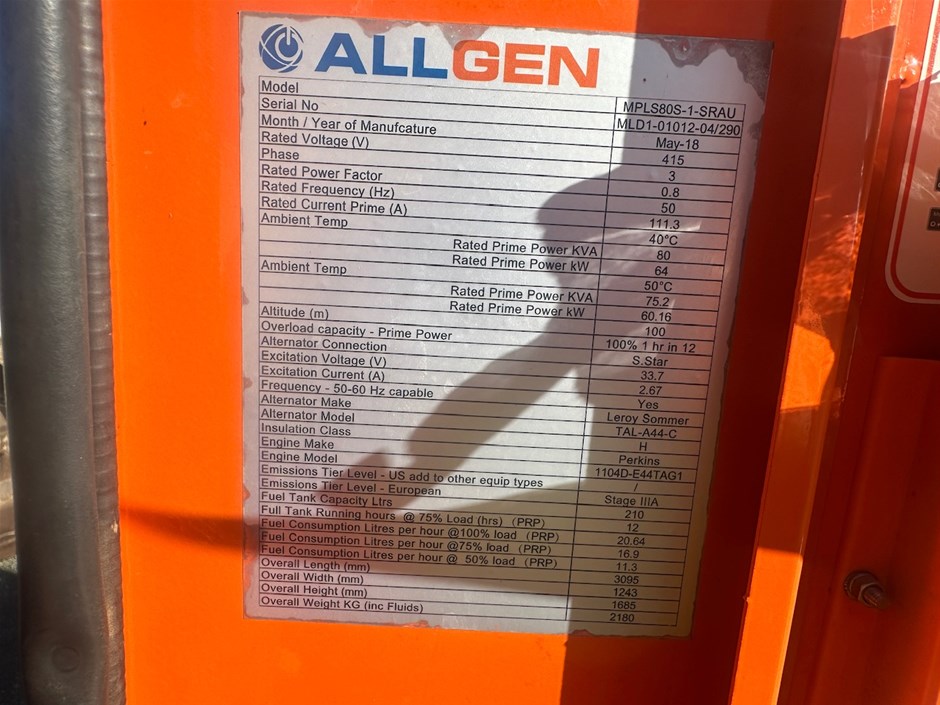 ALLGEN
Model MPLS80S-1-SRAU
Serial No MLD1-01012-04/290
Month / Year of Manufcature May-18
Rated Voltage (V) 415
Phase 3
Rated Power Factor 0.8
Rated Frequency (Hz) 50
Rated Current Prime (A) 111.3
Ambient Temp 40°C
Rated Prime Power KVA 80
Rated Prime Power kW 64
Ambient Temp 50°C
Rated Prime Power KVA 75.2
Rated Prime Power kW 60.16
Altitude (m) 100
Overload capacity - Prime Power 100% 1 hr in 12
Alternator Connection S.Star
Excitation Voltage (V) 33.7
Excitation Current (A) 2.67
Frequency - 50-60 Hz capable Yes
Alternator Make Leroy Sommer
Alternator Model TAL-A44-C
Insulation Class H
Engine Make Perkins
Engine Model 1104D-E44TAG1
Emissions Tier Level - US add to other equip types /
Emissions Tier Level - European Stage IIIA
Fuel Tank Capacity Ltrs 210
Full Tank Running hours @ 75% Load (hrs) (PRP) 12
Fuel Consumption Litres per hour @100% load (PRP) 20.64
Fuel Consumption Litres per hour @75% load (PRP) 16.9
Fuel Consumption Litres per hour @ 50% load (PRP) 11.3
Overall Length (mm) 3095
Overall Width (mm) 1243
Overall Height (mm) 1685
Overall Weight KG (inc Fluids) 2180